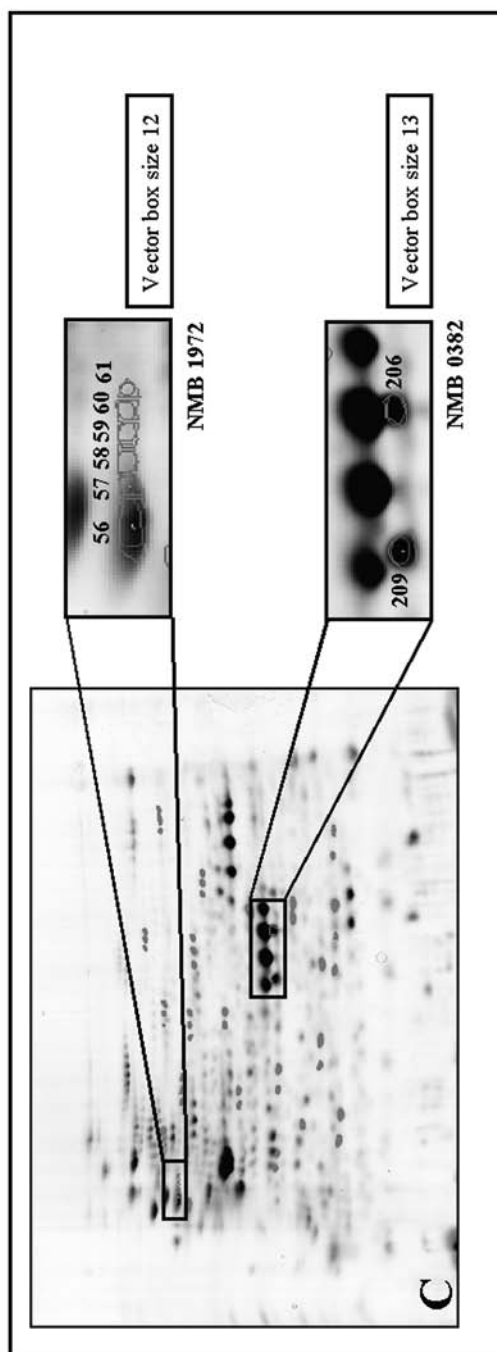 C
56 57 58 59 60 61
NMB 1972
Vector box size 12
209
206
NMB 0382
Vector box size 13